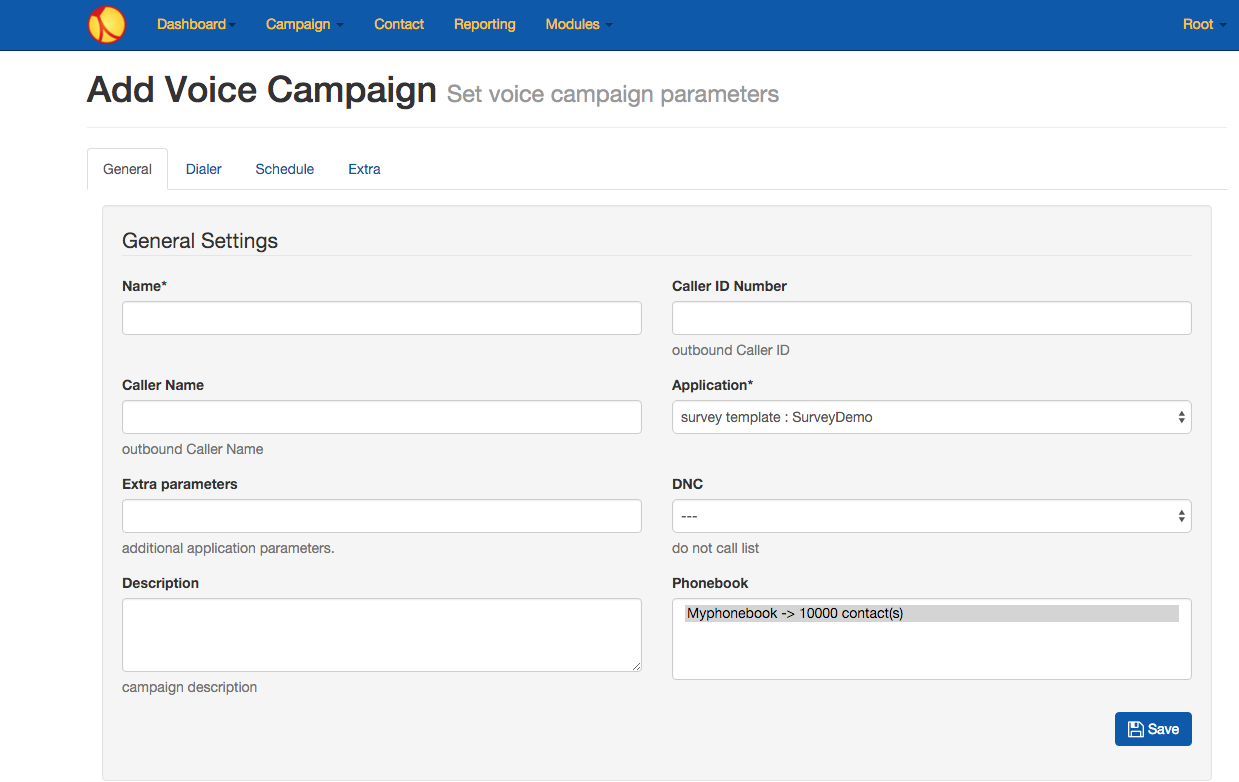 Dashboard Campaign Contact Reporting Modules Root
Add Voice Campaign Set voice campaign parameters
General Dialer Schedule Extra
General Settings
Name* Caller ID Number
outbound Caller ID
Caller Name Application*
survey template : SurveyDemo
outbound Caller Name
Extra parameters DNC
---
additional application parameters. do not call list
Description Phonebook
Myphonebook -> 10000 contact(s)
campaign description
Save